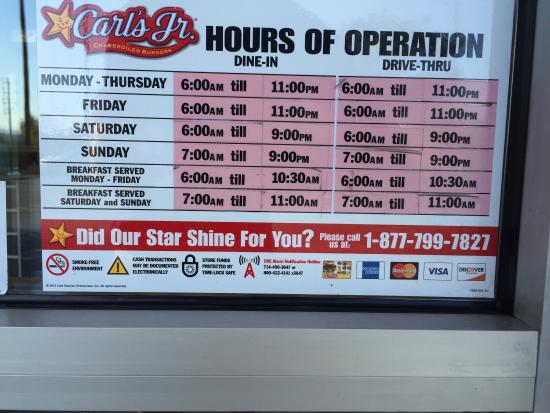 Carl's Jr.
CHARBROILED BURGERS
HOURS OF OPERATION
DINE-IN DRIVE-THRU
MONDAY - THURSDAY 6:00AM till 11:00PM 6:00AM till 11:00PM
FRIDAY 6:00AM till 11:00PM 6:00AM till 11:00PM
SATURDAY 6:00AM till 9:00PM 6:00AM till 9:00PM
SUNDAY 7:00AM till 9:00PM 7:00AM till 9:00PM
BREAKFAST SERVED
MONDAY - FRIDAY 6:00AM till 10:30AM 6:00AM till 10:30AM
BREAKFAST SERVED
SATURDAY and SUNDAY 7:00AM till 11:00AM 7:00AM till 11:00AM
Did Our Star Shine For You? Please call
us at: 1-877-799-7827
SMOKE-FREE
ENVIRONMENT
CASH TRANSACTIONS
MAY BE DOCUMENTED
ELECTRONICALLY
STORE FUNDS
PROTECTED BY
TIME-LOCK SAFE
CKE Alarm Notification Hotline
MasterCard
VISA
DISCOVER